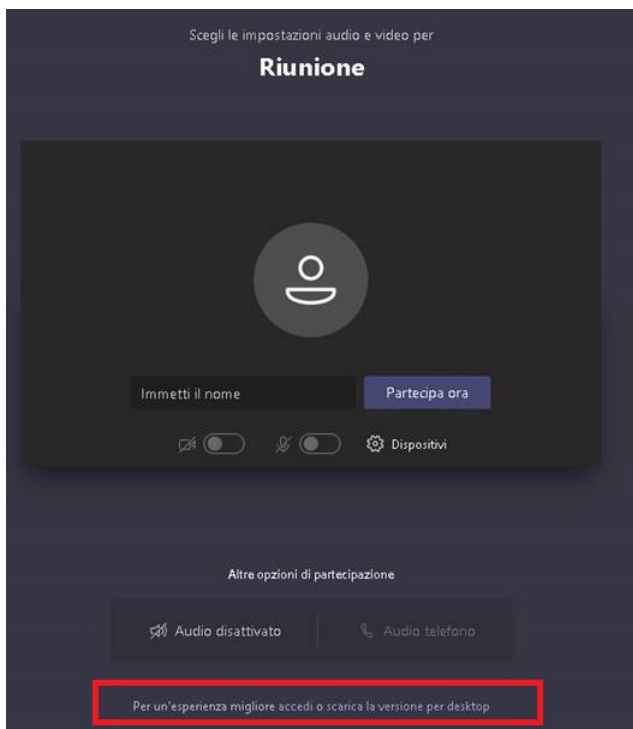 Scegli le impostazioni audio e video per
Riunione
Immetti il nome
Partecipa ora
Dispositivi
Altre opzioni di partecipazione
Audio disattivato
Audio telefono
Per un'esperienza migliore accedi o scarica la versione per desktop